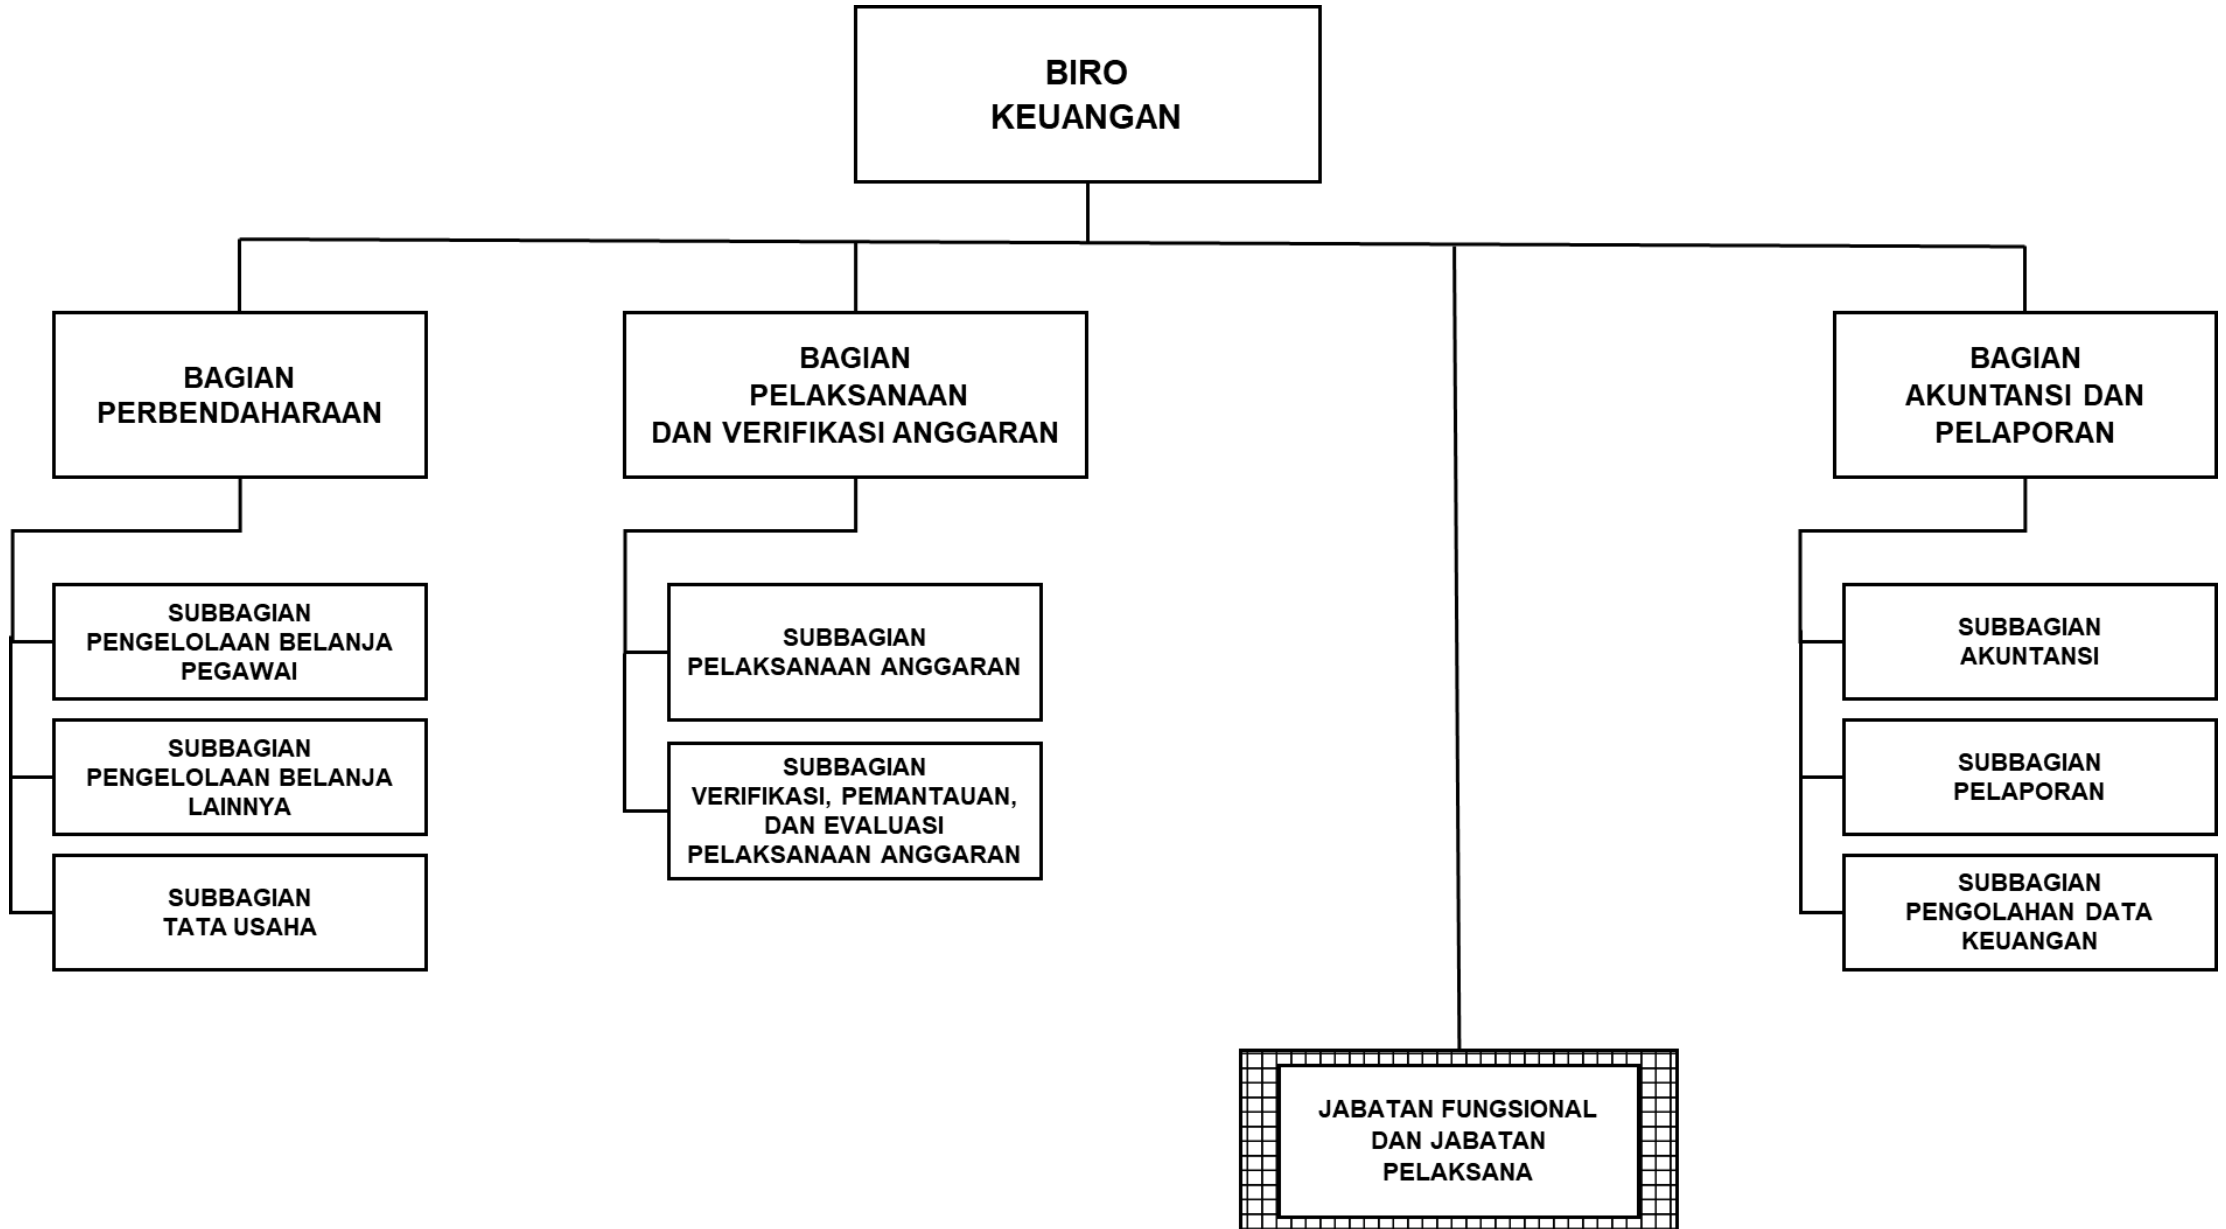 BIRO
KEUANGAN
BAGIAN
PERBENDAHARAAN
BAGIAN
PELAKSANAAN
DAN VERIFIKASI ANGGARAN
BAGIAN
AKUNTANSI DAN
PELAPORAN
SUBBAGIAN
PENGELOLAAN BELANJA
PEGAWAI
SUBBAGIAN
PENGELOLAAN BELANJA
LAINNYA
SUBBAGIAN
TATA USAHA
SUBBAGIAN
PELAKSANAAN ANGGARAN
SUBBAGIAN
VERIFIKASI, PEMANTAUAN,
DAN EVALUASI
PELAKSANAAN ANGGARAN
SUBBAGIAN
AKUNTANSI
SUBBAGIAN
PELAPORAN
SUBBAGIAN
PENGOLAHAN DATA
KEUANGAN
JABATAN FUNGSIONAL
DAN JABATAN
PELAKSANA